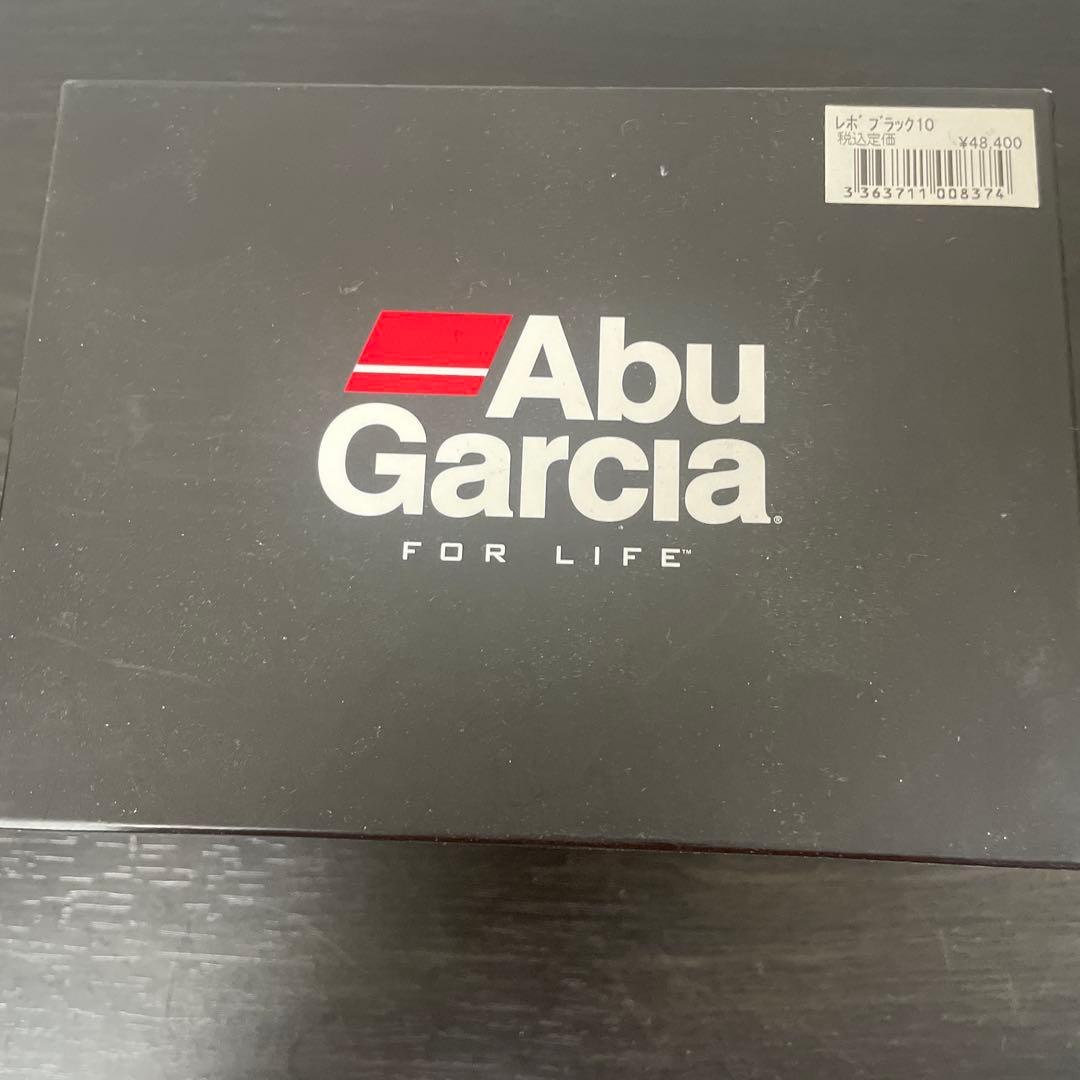 レボ ブラック10
税込定価 ¥48,400
3 363711 008374
Abu
Garcia®
FOR LIFE™